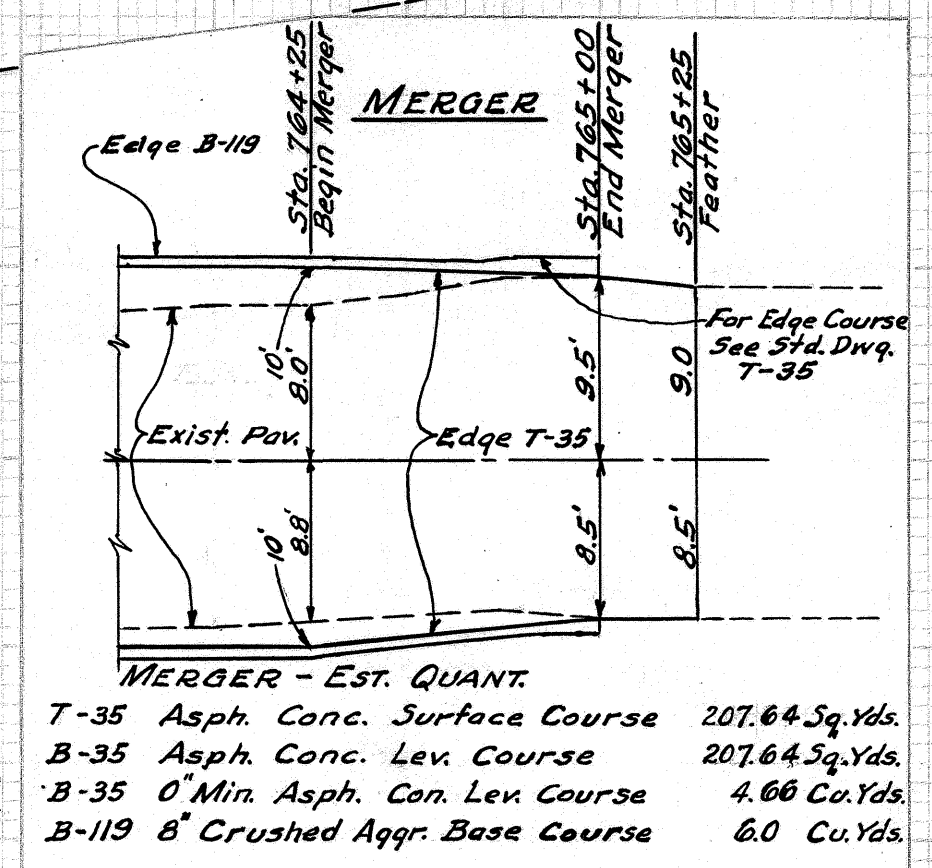 MERGER
Sta. 764+25
Begin Merger
Sta. 765+00
End Merger
Sta. 765+25
Feather
Edge B-119
For Edge Course
See Std. Dwg.
T-35
10'
8.0'
9.5'
9.0
Exist. Pav.
Edge T-35
10'
8.8'
8.5'
8.5'
MERGER - EST. QUANT.
T-35 Asph. Conc. Surface Course 207.64 Sq.Yds.
B-35 Asph. Conc. Lev. Course 207.64 Sq.Yds.
B-35 0" Min. Asph. Con. Lev. Course 4.66 Cu.Yds.
B-119 8" Crushed Aggr. Base Course 6.0 Cu.Yds.